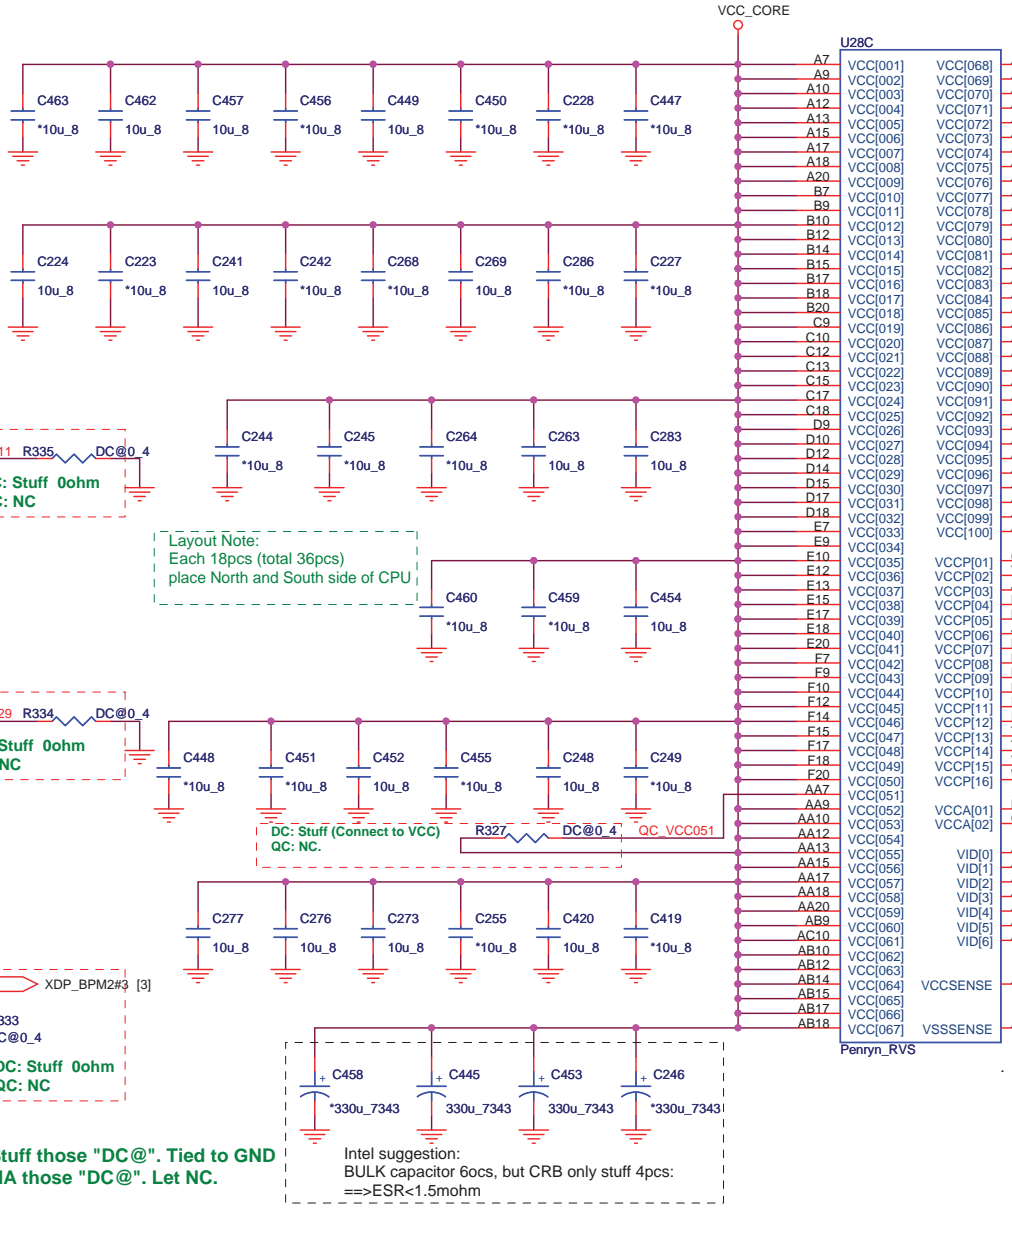 VCC_CORE
U28C
C463 C462 C457 C456 C449 C450 C228 C447
*10u_8 10u_8 10u_8 *10u_8 10u_8 *10u_8 *10u_8 *10u_8
C224 C223 C241 C242 C268 C269 C286 C227
10u_8 *10u_8 10u_8 *10u_8 *10u_8 10u_8 *10u_8 *10u_8
C244 C245 C264 C263 C283
*10u_8 *10u_8 *10u_8 10u_8 10u_8
11 R335 DC@0_4
: Stuff 0ohm
: NC
Layout Note:
Each 18pcs (total 36pcs)
place North and South side of CPU
C460 C459 C454
*10u_8 *10u_8 10u_8
29 R334 DC@0_4
Stuff 0ohm
NC
C448 C451 C452 C455 C248 C249
*10u_8 *10u_8 10u_8 *10u_8 10u_8 *10u_8
DC: Stuff (Connect to VCC)
QC: NC.
R327 DC@0_4 QC_VCC051
C277 C276 C273 C255 C420 C419
10u_8 10u_8 10u_8 *10u_8 10u_8 *10u_8
XDP_BPM2#3 [3]
333
C@0_4
DC: Stuff 0ohm
QC: NC
C458 C445 C453 C246
+ + + +
*330u_7343 330u_7343 330u_7343 *330u_7343
Stuff those "DC@". Tied to GND
NA those "DC@". Let NC.
Intel suggestion:
BULK capacitor 6ocs, but CRB only stuff 4pcs:
==>ESR<1.5mohm
A7 VCC[001] VCC[068]
A9 VCC[002] VCC[069]
A10 VCC[003] VCC[070]
A12 VCC[004] VCC[071]
A13 VCC[005] VCC[072]
A15 VCC[006] VCC[073]
A17 VCC[007] VCC[074]
A18 VCC[008] VCC[075]
A20 VCC[009] VCC[076]
B7 VCC[010] VCC[077]
B9 VCC[011] VCC[078]
B10 VCC[012] VCC[079]
B12 VCC[013] VCC[080]
B14 VCC[014] VCC[081]
B15 VCC[015] VCC[082]
B17 VCC[016] VCC[083]
B18 VCC[017] VCC[084]
B20 VCC[018] VCC[085]
C9 VCC[019] VCC[086]
C10 VCC[020] VCC[087]
C12 VCC[021] VCC[088]
C13 VCC[022] VCC[089]
C15 VCC[023] VCC[090]
C17 VCC[024] VCC[091]
C18 VCC[025] VCC[092]
D9 VCC[026] VCC[093]
D10 VCC[027] VCC[094]
D12 VCC[028] VCC[095]
D14 VCC[029] VCC[096]
D15 VCC[030] VCC[097]
D17 VCC[031] VCC[098]
D18 VCC[032] VCC[099]
E7 VCC[033] VCC[100]
E9 VCC[034]
E10 VCC[035] VCCP[01]
E12 VCC[036] VCCP[02]
E13 VCC[037] VCCP[03]
E15 VCC[038] VCCP[04]
E17 VCC[039] VCCP[05]
E18 VCC[040] VCCP[06]
E20 VCC[041] VCCP[07]
F7 VCC[042] VCCP[08]
F9 VCC[043] VCCP[09]
F10 VCC[044] VCCP[10]
F12 VCC[045] VCCP[11]
F14 VCC[046] VCCP[12]
F15 VCC[047] VCCP[13]
F17 VCC[048] VCCP[14]
F18 VCC[049] VCCP[15]
F20 VCC[050] VCCP[16]
AA7 VCC[051]
AA9 VCC[052] VCCA[01]
AA10 VCC[053] VCCA[02]
AA12 VCC[054]
AA13 VCC[055] VID[0]
AA15 VCC[056] VID[1]
AA17 VCC[057] VID[2]
AA18 VCC[058] VID[3]
AA20 VCC[059] VID[4]
AB9 VCC[060] VID[5]
AC10 VCC[061] VID[6]
AB10 VCC[062]
AB12 VCC[063]
AB14 VCC[064] VCCSENSE
AB15 VCC[065]
AB17 VCC[066]
AB18 VCC[067] VSSSENSE
Penryn_RVS
.